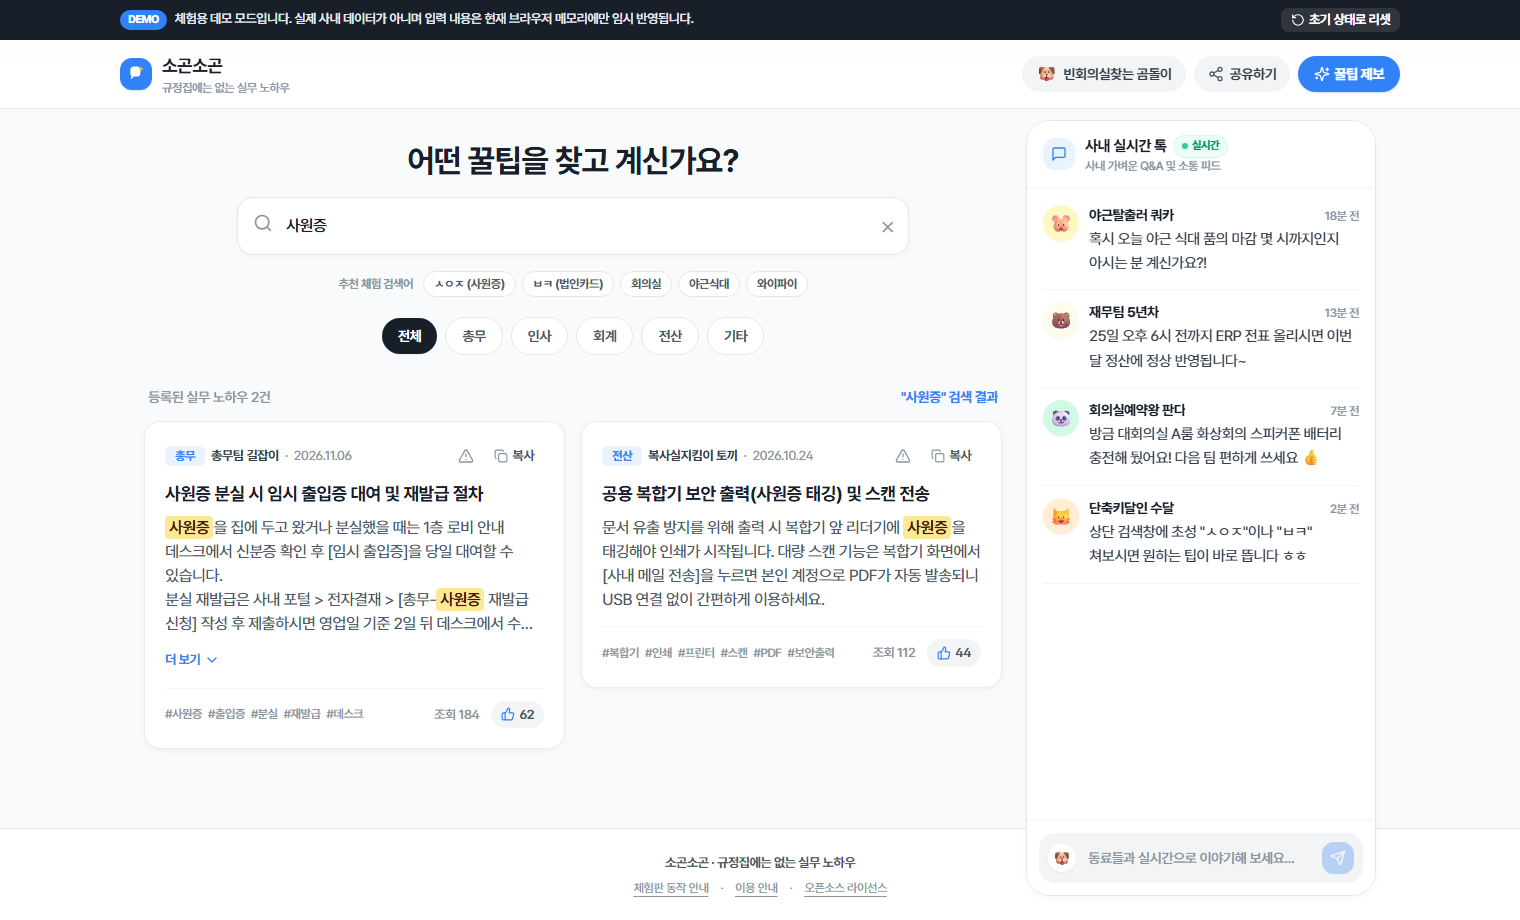 DEMO 체험용 데모 모드입니다. 실제 사내 데이터가 아니며 입력 내용은 현재 브라우저 메모리에만 임시 반영됩니다.
초기 상태로 리셋
소곤소곤
규정집에는 없는 실무 노하우
빈회의실찾는 곰돌이
공유하기
꿀팁 제보
어떤 꿀팁을 찾고 계신가요?
사원증
추천 체험 검색어
ㅅㅇㅈ (사원증)
ㅂㅋ (법인카드)
회의실
야근식대
와이파이
전체
총무
인사
회계
전산
기타
등록된 실무 노하우 2건
"사원증" 검색 결과
총무 총무팀 길잡이 · 2026.11.06
복사
사원증 분실 시 임시 출입증 대여 및 재발급 절차
사원증을 집에 두고 왔거나 분실했을 때는 1층 로비 안내
데스크에서 신분증 확인 후 [임시 출입증]을 당일 대여할 수
있습니다.
분실 재발급은 사내 포털 > 전자결재 > [총무-사원증 재발급
신청] 작성 후 제출하시면 영업일 기준 2일 뒤 데스크에서 수...
더 보기
#사원증 #출입증 #분실 #재발급 #데스크
조회 184
62
전산 복사실지킴이 토끼 · 2026.10.24
복사
공용 복합기 보안 출력(사원증 태깅) 및 스캔 전송
문서 유출 방지를 위해 출력 시 복합기 앞 리더기에 사원증을
태깅해야 인쇄가 시작됩니다. 대량 스캔 기능은 복합기 화면에서
[사내 메일 전송]을 누르면 본인 계정으로 PDF가 자동 발송되니
USB 연결 없이 간편하게 이용하세요.
#복합기 #인쇄 #프린터 #스캔 #PDF #보안출력
조회 112
44
사내 실시간 톡
실시간
사내 가벼운 Q&A 및 소통 피드
야근탈출러 쿼카
18분 전
혹시 오늘 야근 식대 품의 마감 몇 시까지인지
아시는 분 계신가요?!
재무팀 5년차
13분 전
25일 오후 6시 전까지 ERP 전표 올리시면 이번
달 정산에 정상 반영됩니다~
회의실예약왕 판다
7분 전
방금 대회의실 A룸 화상회의 스피커폰 배터리
충전해 뒀어요! 다음 팀 편하게 쓰세요 👍
단축키달인 수달
2분 전
상단 검색창에 초성 "ㅅㅇㅈ"이나 "ㅂㅋ"
쳐보시면 원하는 팁이 바로 뜹니다 ㅎㅎ
동료들과 실시간으로 이야기해 보세요...
소곤소곤 · 규정집에는 없는 실무 노하우
체험판 동작 안내 · 이용 안내 · 오픈소스 라이선스